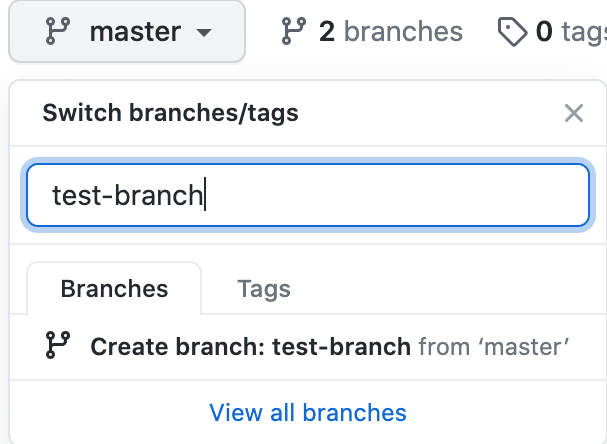 master 2 branches 0 tags
Switch branches/tags
test-branch
Branches Tags
Create branch: test-branch from ‘master’
View all branches